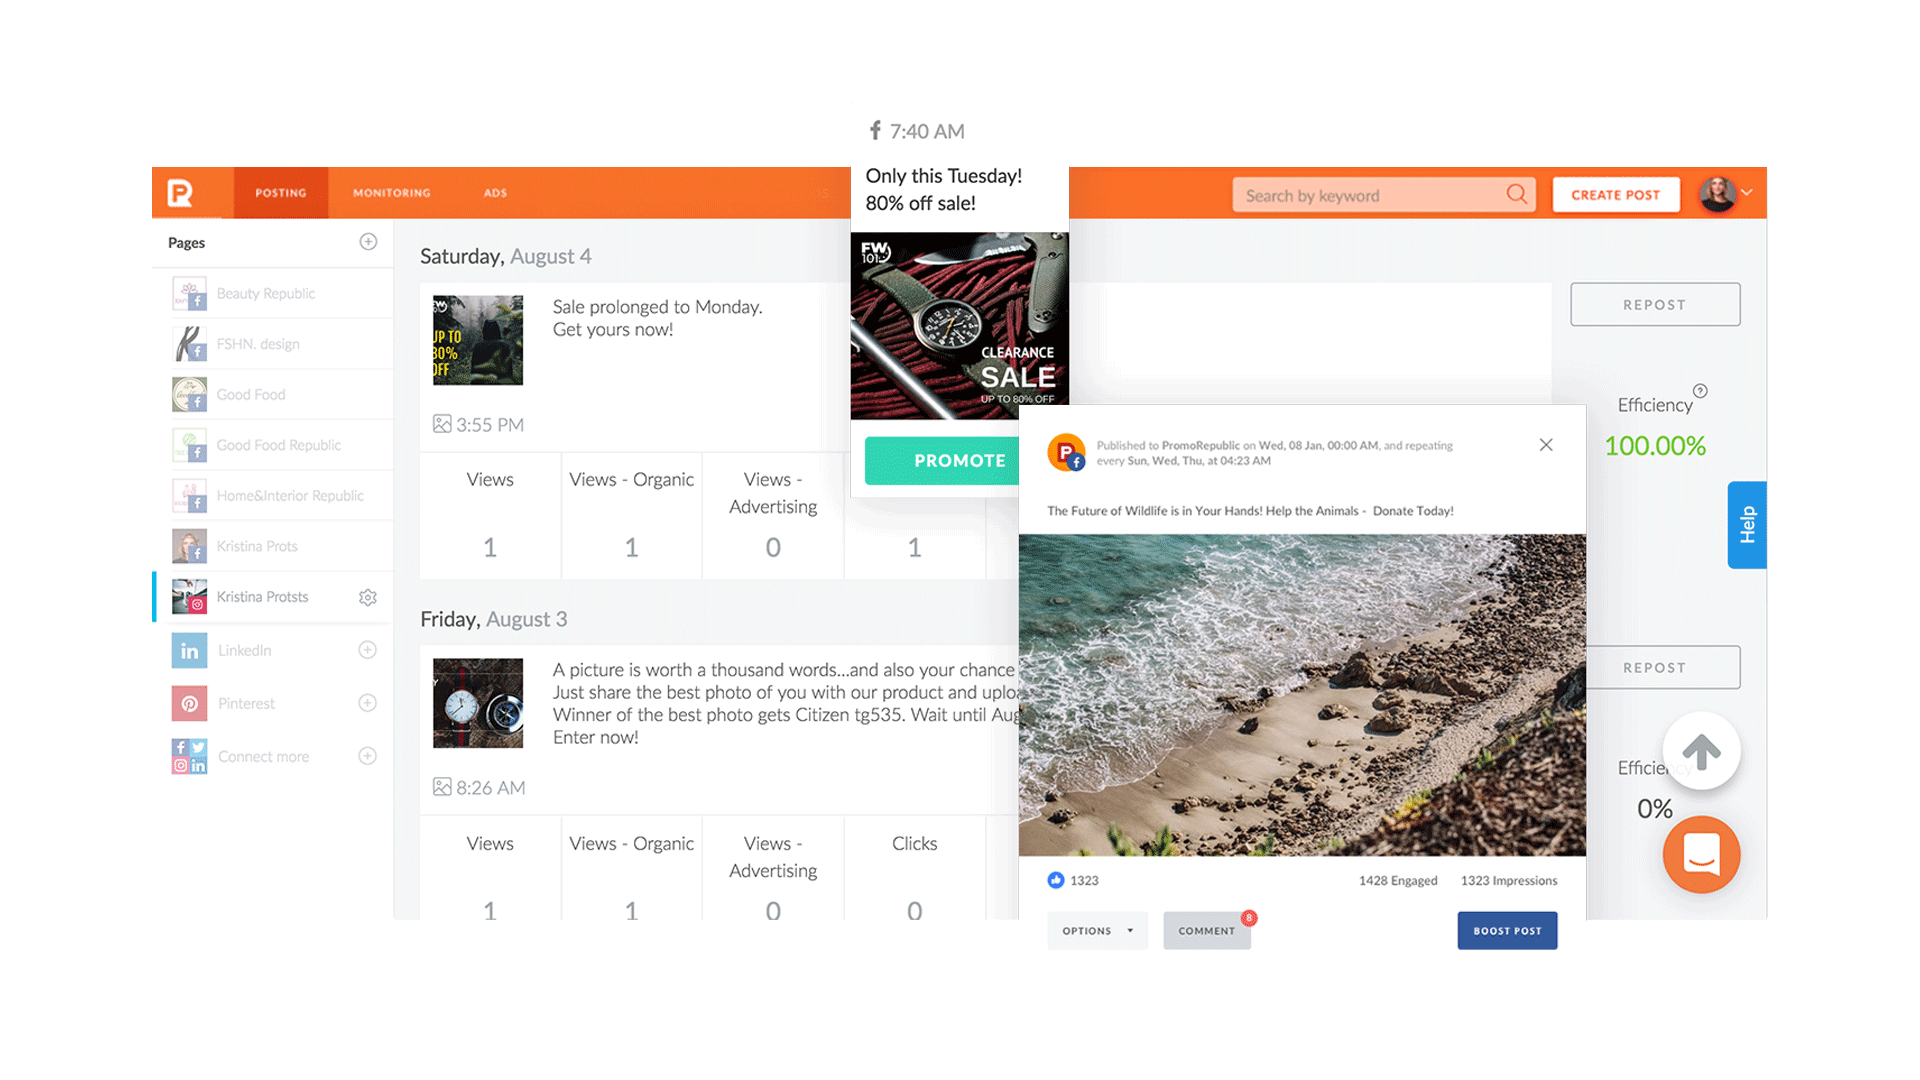 f 7:40 AM
Only this Tuesday!
80% off sale!
FW
101
CLEARANCE
SALE
UP TO 80% OFF
PROMOTE
POSTING
MONITORING
ADS
Search by keyword
CREATE POST
Pages
Beauty Republic
FSHN. design
Good Food
Good Food Republic
Home&Interior Republic
Kristina Prots
Kristina Protsts
LinkedIn
Pinterest
Connect more
Saturday, August 4
UP TO
80%
OFF
Sale prolonged to Monday.
Get yours now!
3:55 PM
Views
1
Views - Organic
1
Views -
Advertising
0
1
REPOST
Efficiency
?
100.00%
Help
Friday, August 3
A picture is worth a thousand words...and also your chance
Just share the best photo of you with our product and uploa
Winner of the best photo gets Citizen tg535. Wait until Aug
Enter now!
8:26 AM
Views
1
Views - Organic
1
Views -
Advertising
0
Clicks
0
REPOST
0%
Published to PromoRepublic on Wed, 08 Jan, 00:00 AM, and repeating
every Sun, Wed, Thu, at 04:23 AM
The Future of Wildlife is in Your Hands! Help the Animals - Donate Today!
1323
1428 Engaged
1323 Impressions
OPTIONS
COMMENT
8
BOOST POST